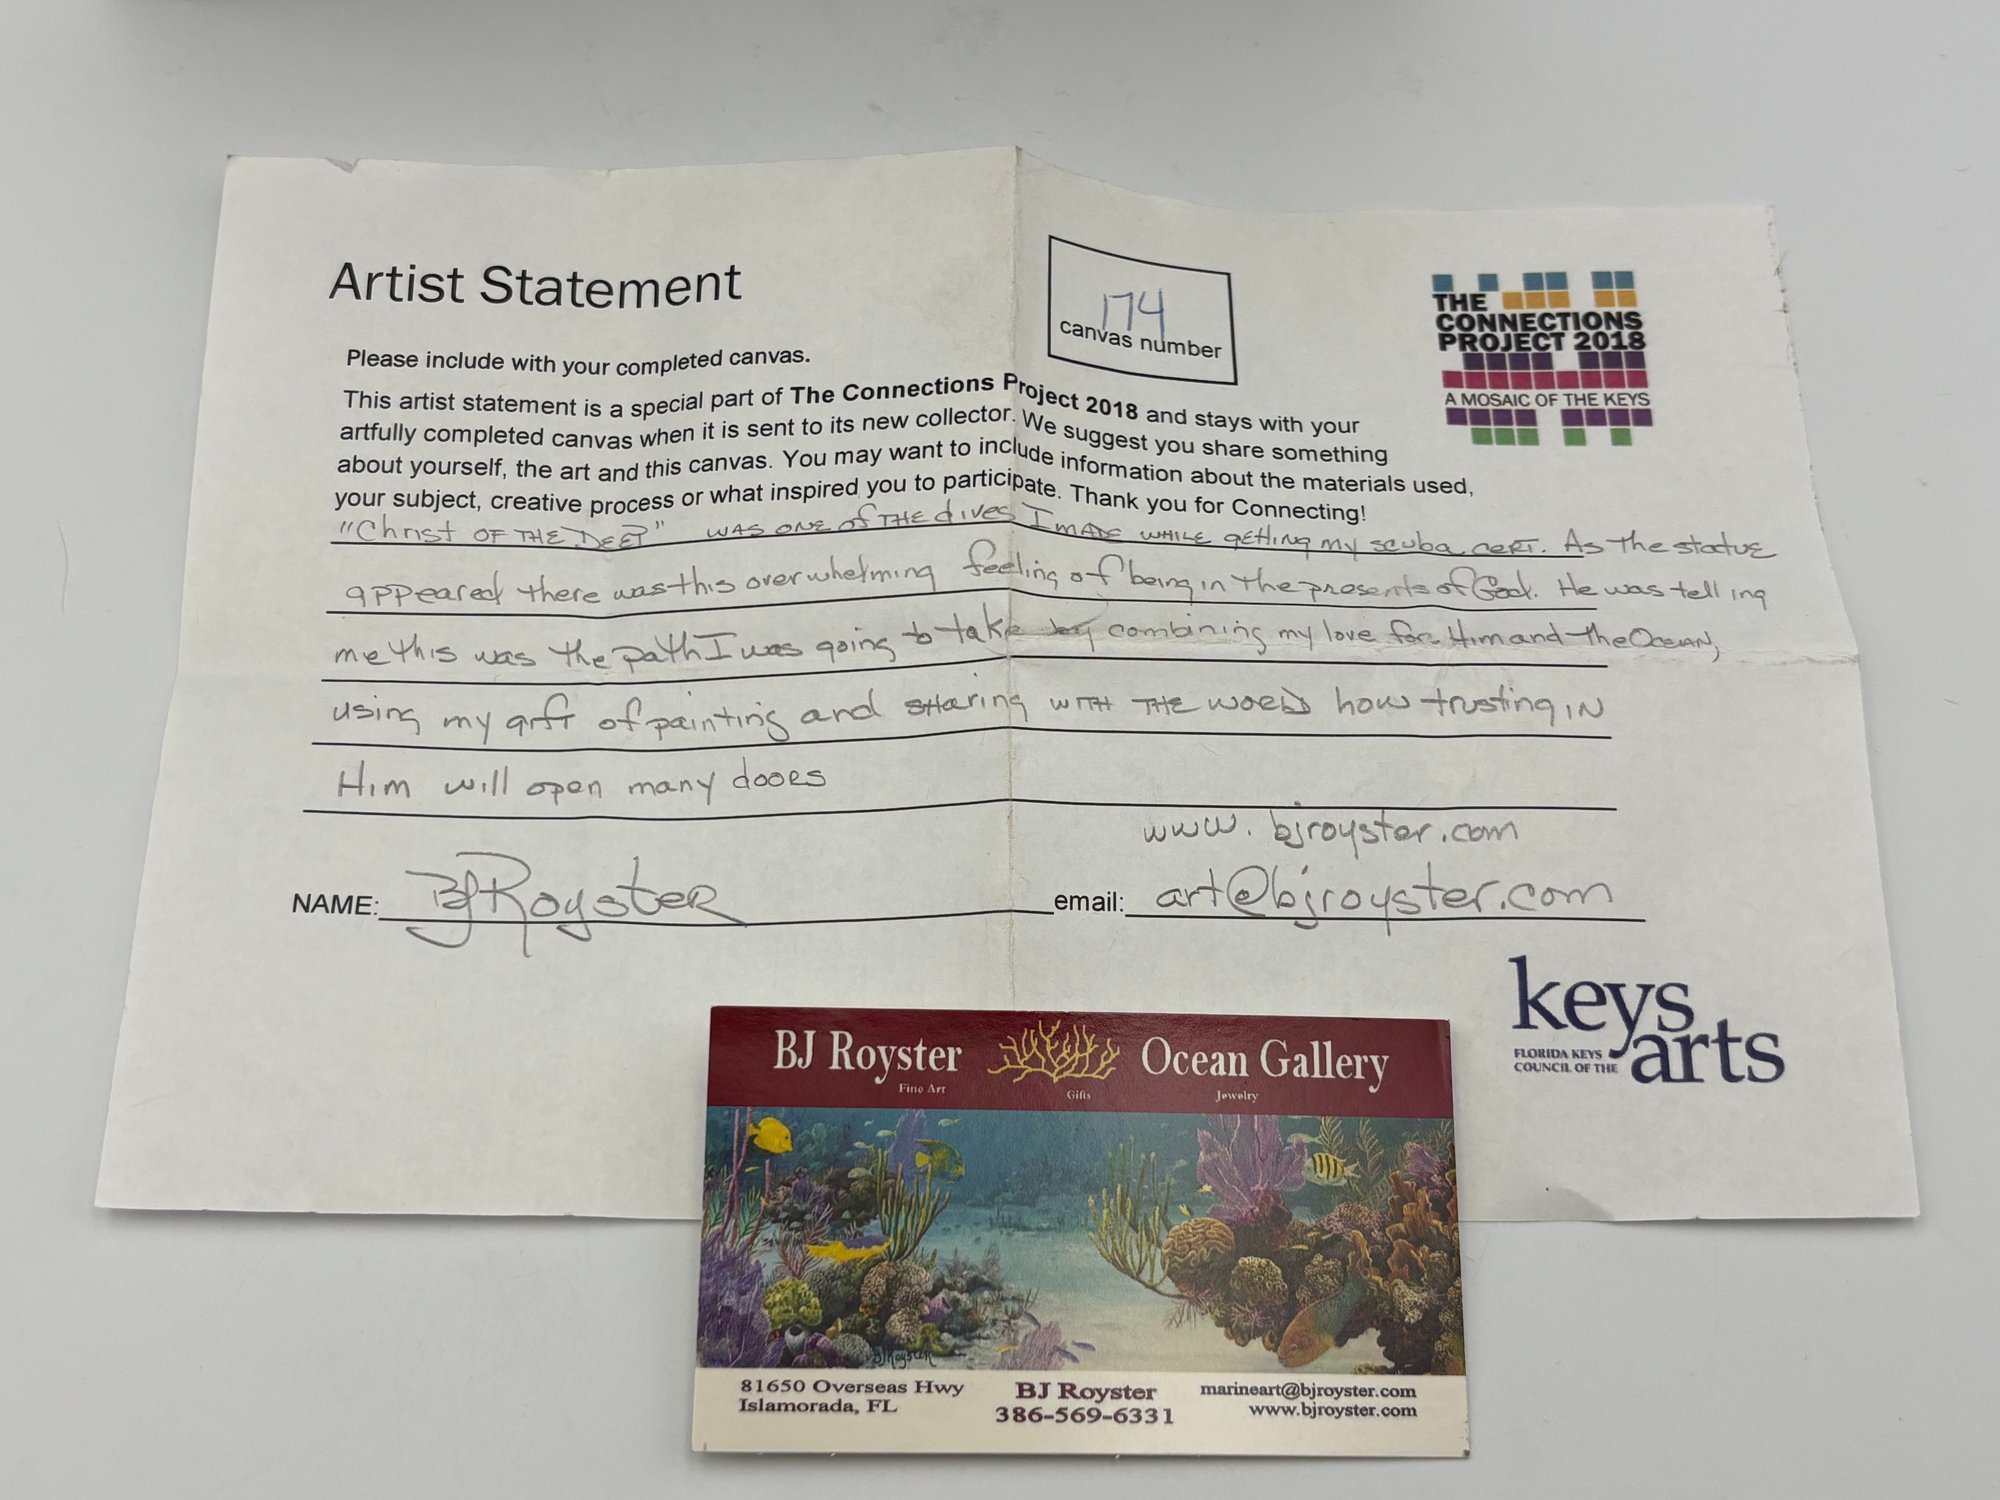 Artist Statement
174
canvas number
THE
CONNECTIONS
PROJECT 2018
A MOSAIC OF THE KEYS
Please include with your completed canvas.
This artist statement is a special part of The Connections Project 2018 and stays with your
artfully completed canvas when it is sent to its new collector. We suggest you share something
about yourself, the art and this canvas. You may want to include information about the materials used,
your subject, creative process or what inspired you to participate. Thank you for Connecting!
"Christ OF THE DEEP" WAS ONE of THE dives I MADE WHILE getting my scuba cert. As the statue
appeared there was this overwhelming feeling of being in the presents of God. He was telling
me this was the path I was going to take by combining my love for Him and the Ocean,
using my gift of painting and sharing WITH THE WORLD how trusting IN
Him will open many doors
www.bjroyster.com
NAME: BJRoyster email: art@bjroyster.com
keys
arts
FLORIDA KEYS
COUNCIL OF THE
BJ Royster Ocean Gallery
Fine Art Gifts Jewelry
BJRoyster
81650 Overseas Hwy
Islamorada, FL
BJ Royster
386-569-6331
marineart@bjroyster.com
www.bjroyster.com